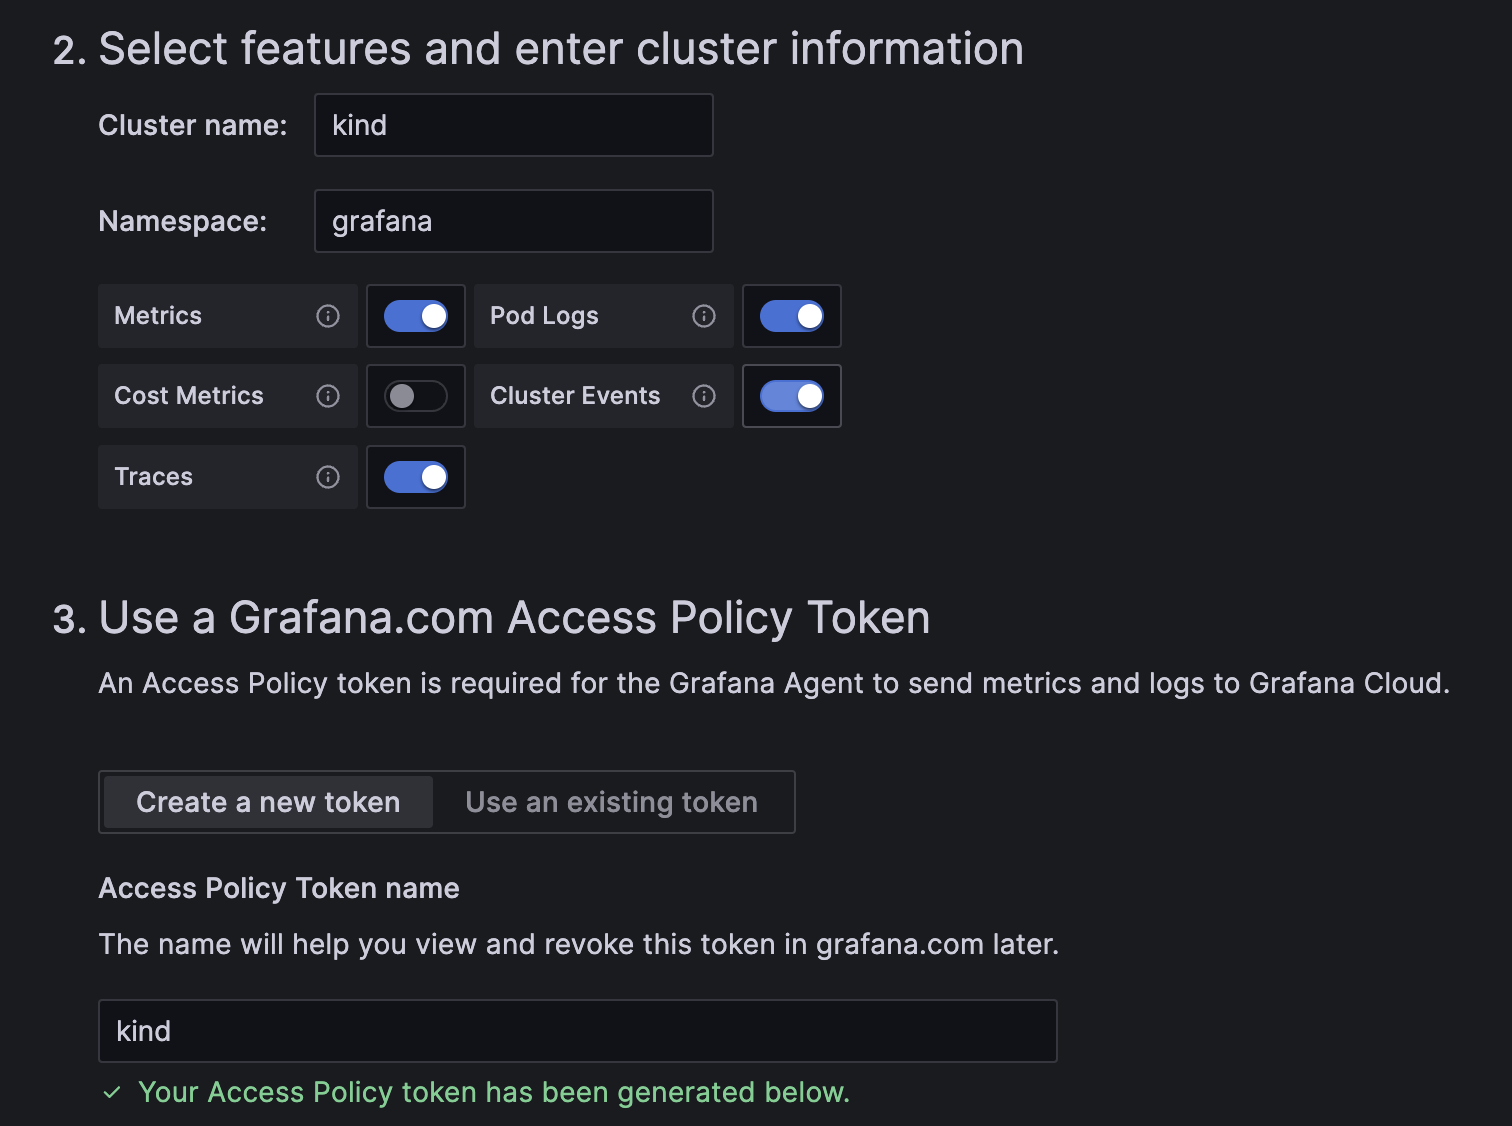 2. Select features and enter cluster information
Cluster name: kind
Namespace: grafana
Metrics Pod Logs
Cost Metrics Cluster Events
Traces
3. Use a Grafana.com Access Policy Token
An Access Policy token is required for the Grafana Agent to send metrics and logs to Grafana Cloud.
Create a new token Use an existing token
Access Policy Token name
The name will help you view and revoke this token in grafana.com later.
kind
Your Access Policy token has been generated below.